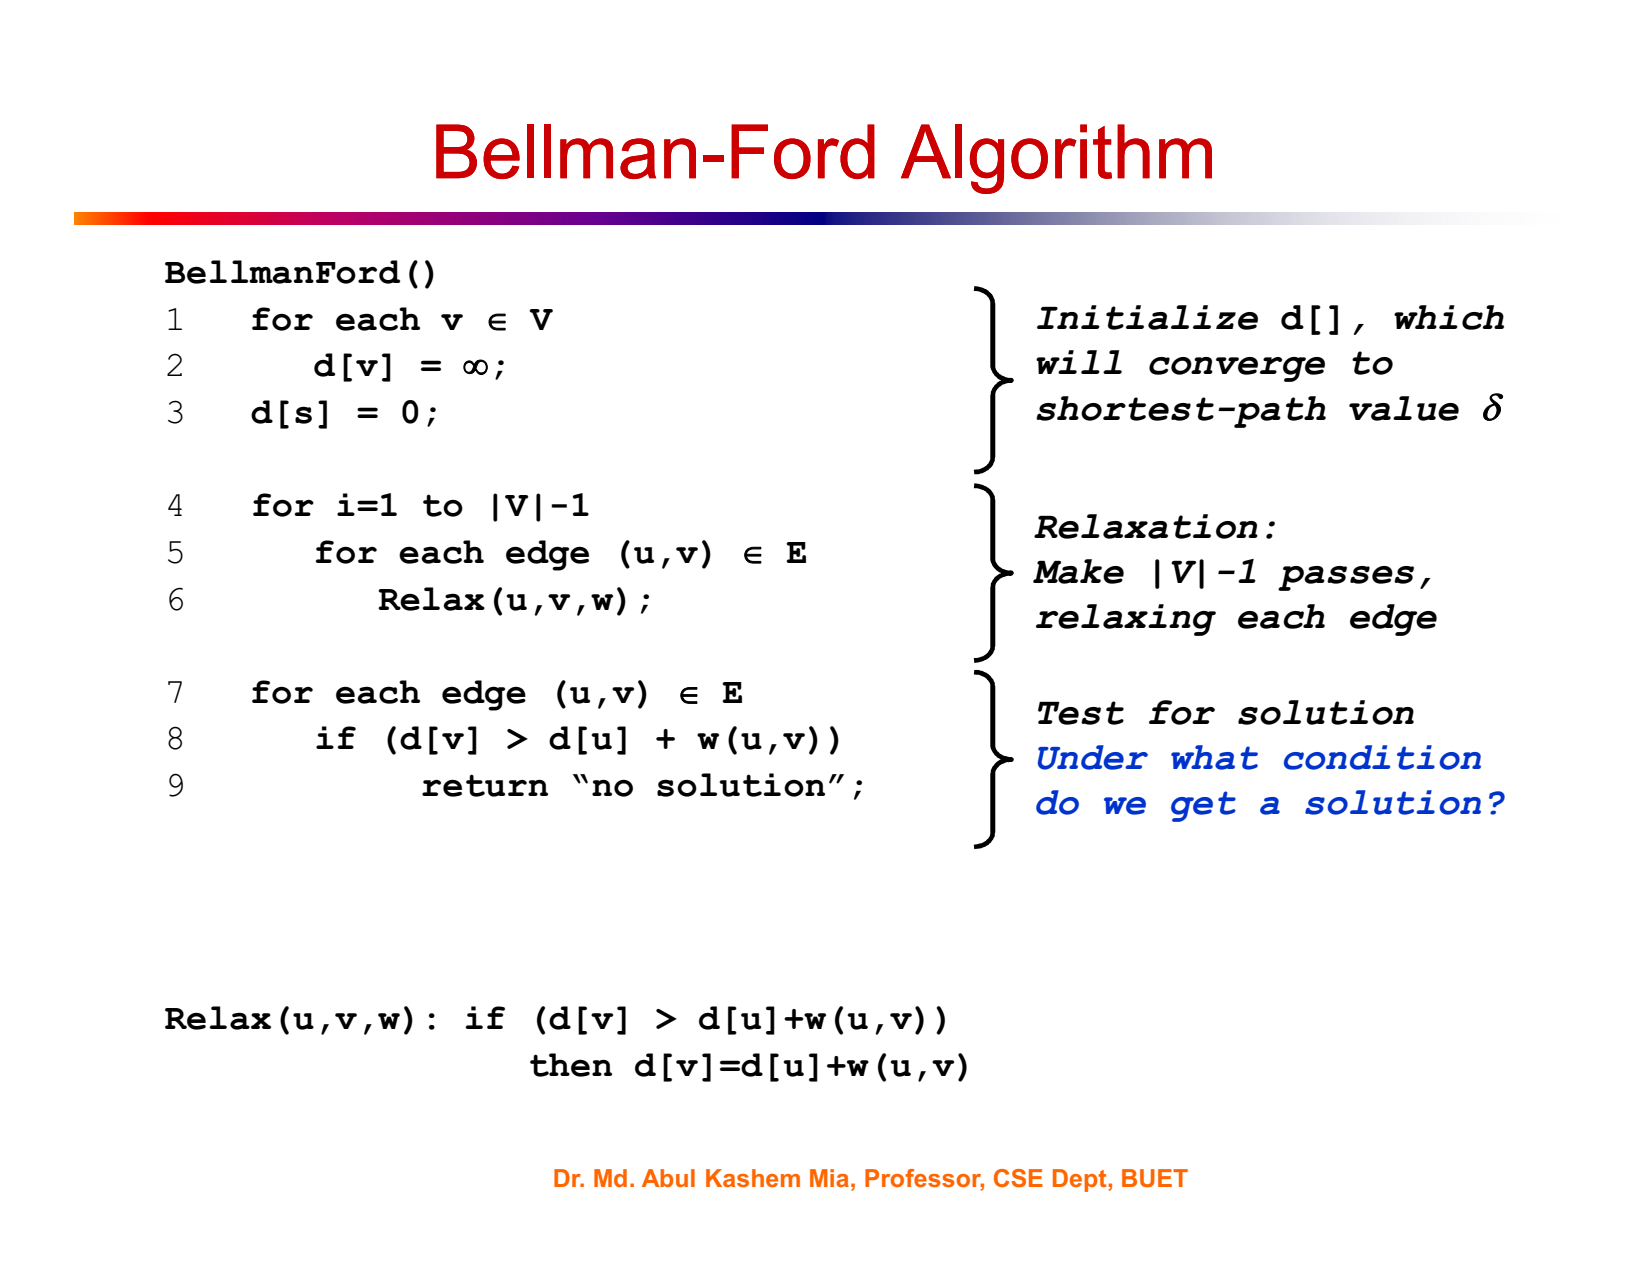 Bellman-Ford Algorithm
BellmanFord()
1 for each v ∈ V
2 d[v] = ∞;
3 d[s] = 0;
Initialize d[], which
will converge to
shortest-path value δ
4 for i=1 to |V|-1
5 for each edge (u,v) ∈ E
6 Relax(u,v,w);
Relaxation:
Make |V|-1 passes,
relaxing each edge
7 for each edge (u,v) ∈ E
8 if (d[v] > d[u] + w(u,v))
9 return “no solution”;
Test for solution
Under what condition
do we get a solution?
Relax(u,v,w): if (d[v] > d[u]+w(u,v))
then d[v]=d[u]+w(u,v)
Dr. Md. Abul Kashem Mia, Professor, CSE Dept, BUET